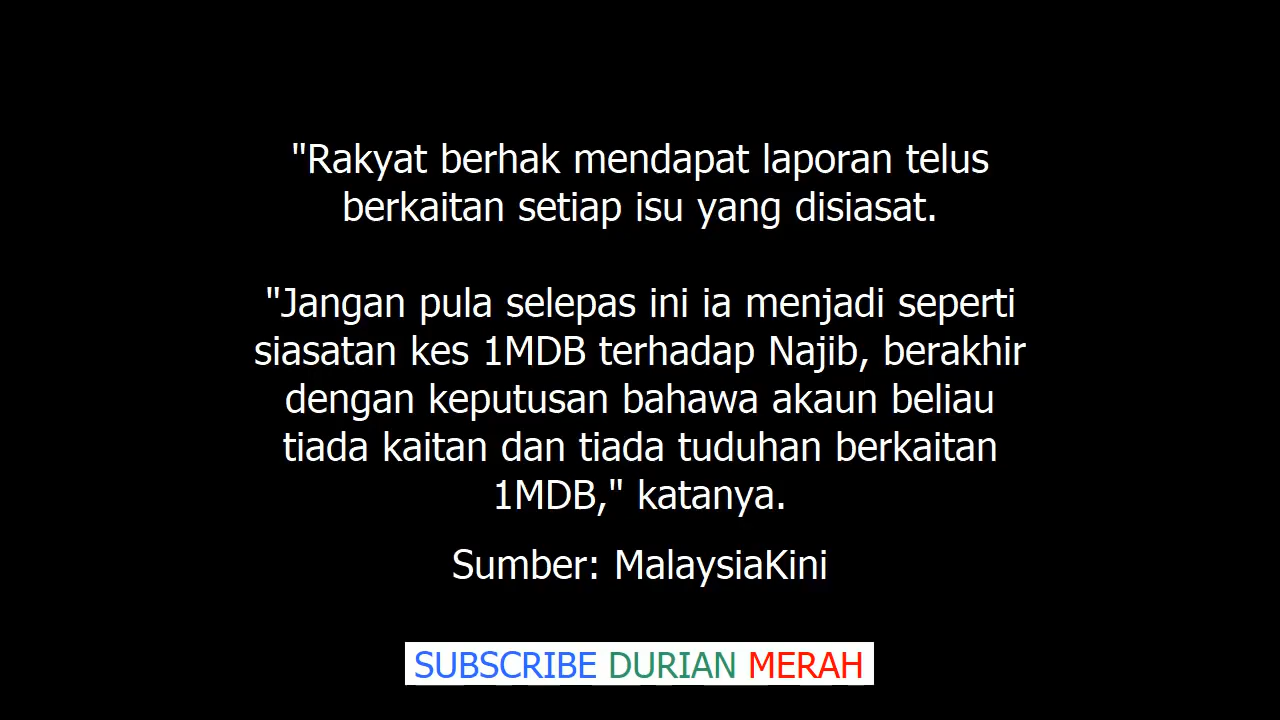 "Rakyat berhak mendapat laporan telus
berkaitan setiap isu yang disiasat.
"Jangan pula selepas ini ia menjadi seperti
siasatan kes 1MDB terhadap Najib, berakhir
dengan keputusan bahawa akaun beliau
tiada kaitan dan tiada tuduhan berkaitan
1MDB," katanya.
Sumber: MalaysiaKini
SUBSCRIBE DURIAN MERAH